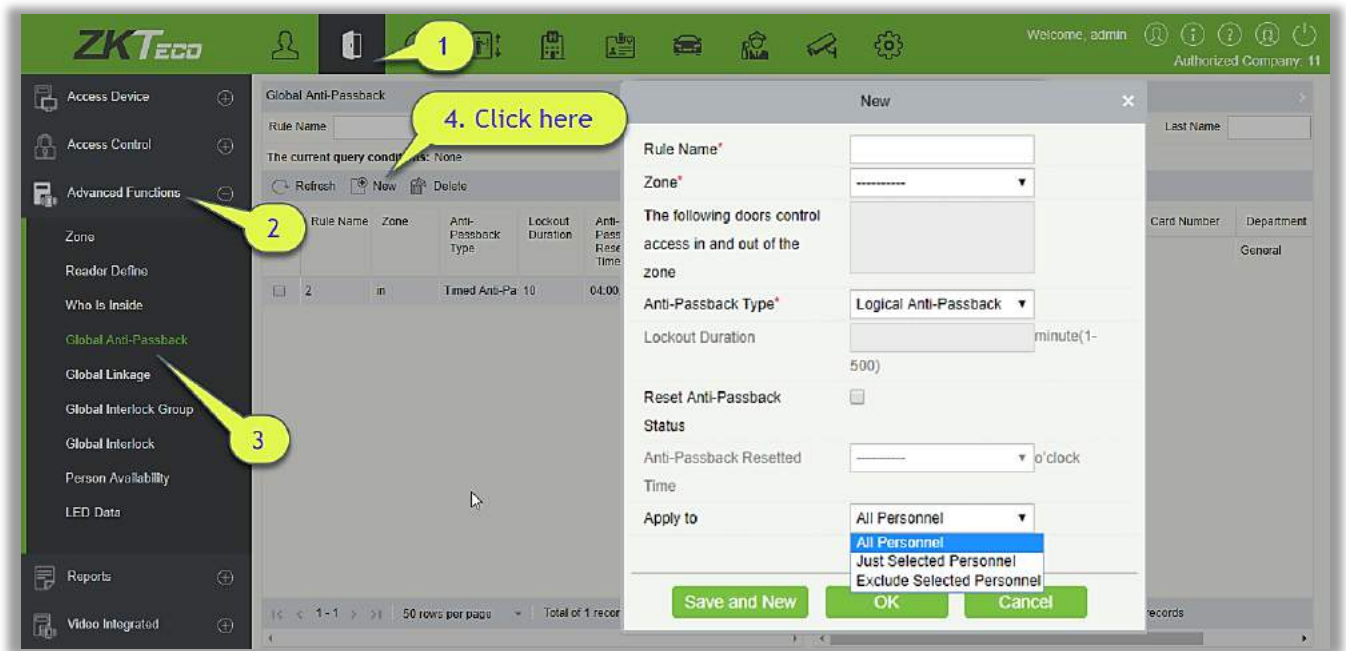 ZKTECO
1
Welcome, admin
Authorized Company: 11
Access Device
Access Control
Advanced Functions
2
Zone
Reader Define
Who Is Inside
Global Anti-Passback
3
Global Linkage
Global Interlock Group
Global Interlock
Person Availability
LED Data
Reports
Video Integrated
Global Anti-Passback
4. Click here
Rule Name
The current query conditions: None
Refresh New Delete
Rule Name Zone Anti-Passback Type Lockout Duration
2 in Timed Anti-Pa 10 04:00
1-1 50 rows per page Total of 1 recor
Last Name
Card Number Department
General
records
New
Rule Name*
Zone* ----------
The following doors control
access in and out of the
zone
Anti-Passback Type* Logical Anti-Passback
Lockout Duration minute(1-
500)
Reset Anti-Passback
Status
Anti-Passback Resetted ---------- o'clock
Time
Apply to All Personnel
All Personnel
Just Selected Personnel
Exclude Selected Personnel
Save and New OK Cancel